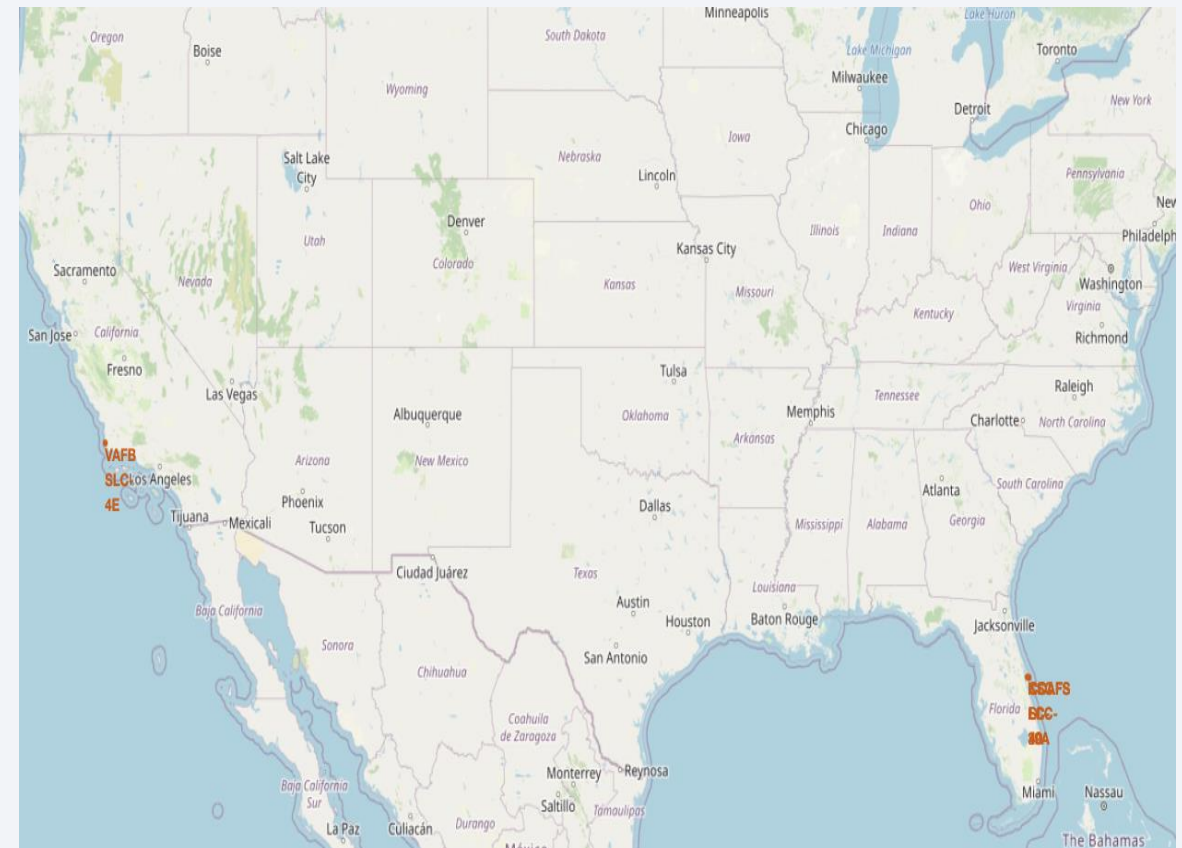 Minneapolis
Lake Huron
Oregon
Boise
South Dakota
Lake Michigan
Toronto
Milwaukee
Wyoming
New York
Detroit
Chicago
Iowa
Salt Lake
City
Nebraska
Lincoln
Pennsylvania
Ohio
New
Denver
Utah
Illinois
Indiana
Philadelph
Kansas City
Colorado
Sacramento
Nevada
Kansas
Missouri
West Virginia
Washington
Virginia
Kentucky
San Jose
California
Richmond
Fresno
Las Vegas
Tulsa
Raleigh
Tennessee
Albuquerque
Oklahoma
Memphis
Charlotte
North Carolina
Arkansas
VAFB
SLC-
4E
Los Angeles
Arizona
New Mexico
South Carolina
Atlanta
Phoenix
Dallas
Tijuana
Mexicali
Tucson
Mississippi
Alabama
Georgia
Ciudad Juárez
Texas
Louisiana
Baja California
Austin
Houston
Baton Rouge
Jacksonville
Sonora
San Antonio
Chihuahua
Florida
Coahuila
de Zaragoza
Monterrey
Reynosa
Baja California
Sur
Saltillo
Tamaulipas
Miami
Nassau
La Paz
Culiacán
Durango
The Bahamas